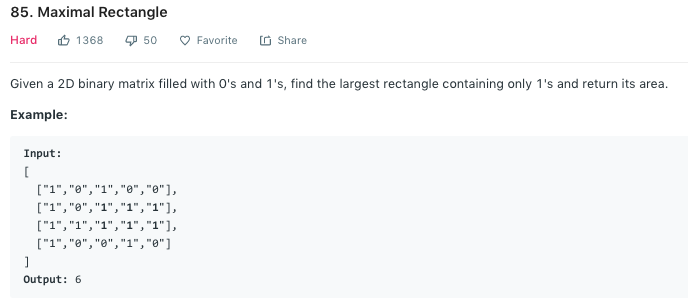 85. Maximal Rectangle
Hard 1368 50 Favorite Share
Given a 2D binary matrix filled with 0's and 1's, find the largest rectangle containing only 1's and return its area.
Example:
Input:
[
  ["1","0","1","0","0"],
  ["1","0","1","1","1"],
  ["1","1","1","1","1"],
  ["1","0","0","1","0"]
]
Output: 6